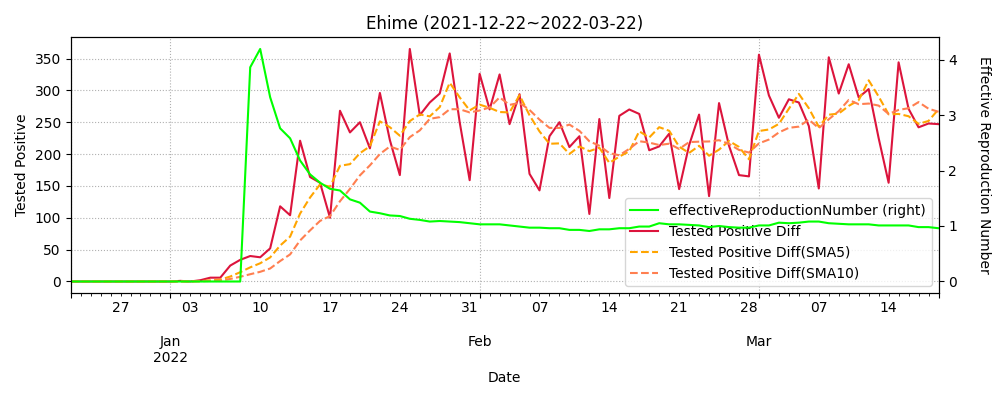 Ehime (2021-12-22~2022-03-22)
Tested Positive
350
300
250
200
150
100
50
0
4
3
2
1
0
Effective Reproduction Number
effectiveReproductionNumber (right)
Tested Positive Diff
Tested Positive Diff(SMA5)
Tested Positive Diff(SMA10)
27 03 10 17 24 31 07 14 21 28 07 14
Jan Feb Mar
2022
Date